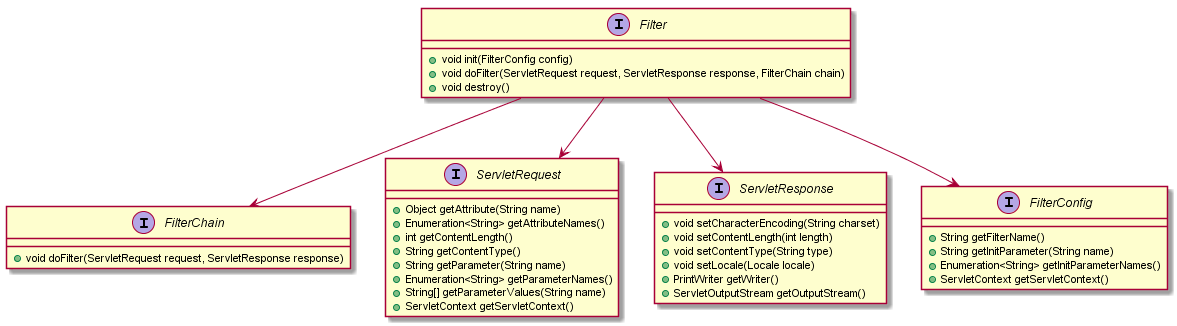 I Filter
void init(FilterConfig config)
void doFilter(ServletRequest request, ServletResponse response, FilterChain chain)
void destroy()
I FilterChain
void doFilter(ServletRequest request, ServletResponse response)
I ServletRequest
Object getAttribute(String name)
Enumeration<String> getAttributeNames()
int getContentLength()
String getContentType()
String getParameter(String name)
Enumeration<String> getParameterNames()
String[] getParameterValues(String name)
ServletContext getServletContext()
I ServletResponse
void setCharacterEncoding(String charset)
void setContentLength(int length)
void setContentType(String type)
void setLocale(Locale locale)
PrintWriter getWriter()
ServletOutputStream getOutputStream()
I FilterConfig
String getFilterName()
String getInitParameter(String name)
Enumeration<String> getInitParameterNames()
ServletContext getServletContext()